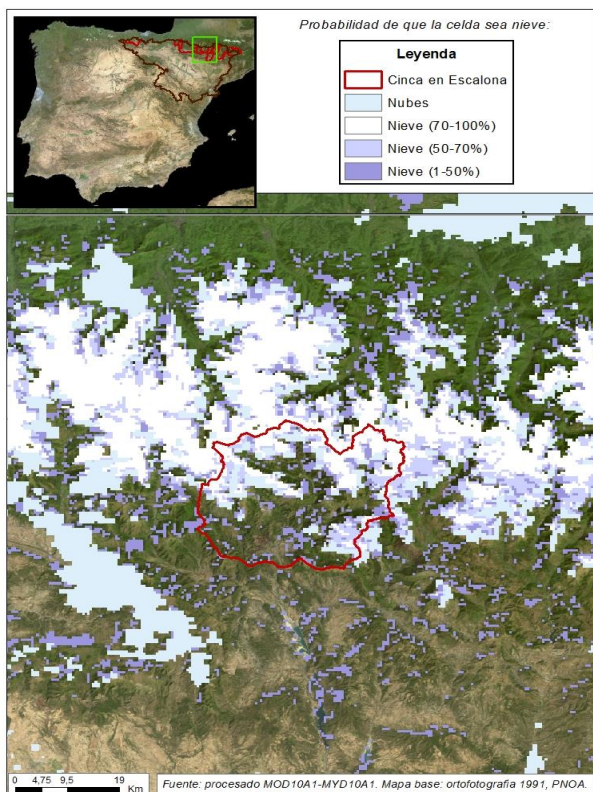 Probabilidad de que la celda sea nieve:
Leyenda
Cinca en Escalona
Nubes
Nieve (70-100%)
Nieve (50-70%)
Nieve (1-50%)
0 4,75 9,5 19
Km
Fuente: procesado MOD10A1-MYD10A1. Mapa base: ortofotografia 1991, PNOA.